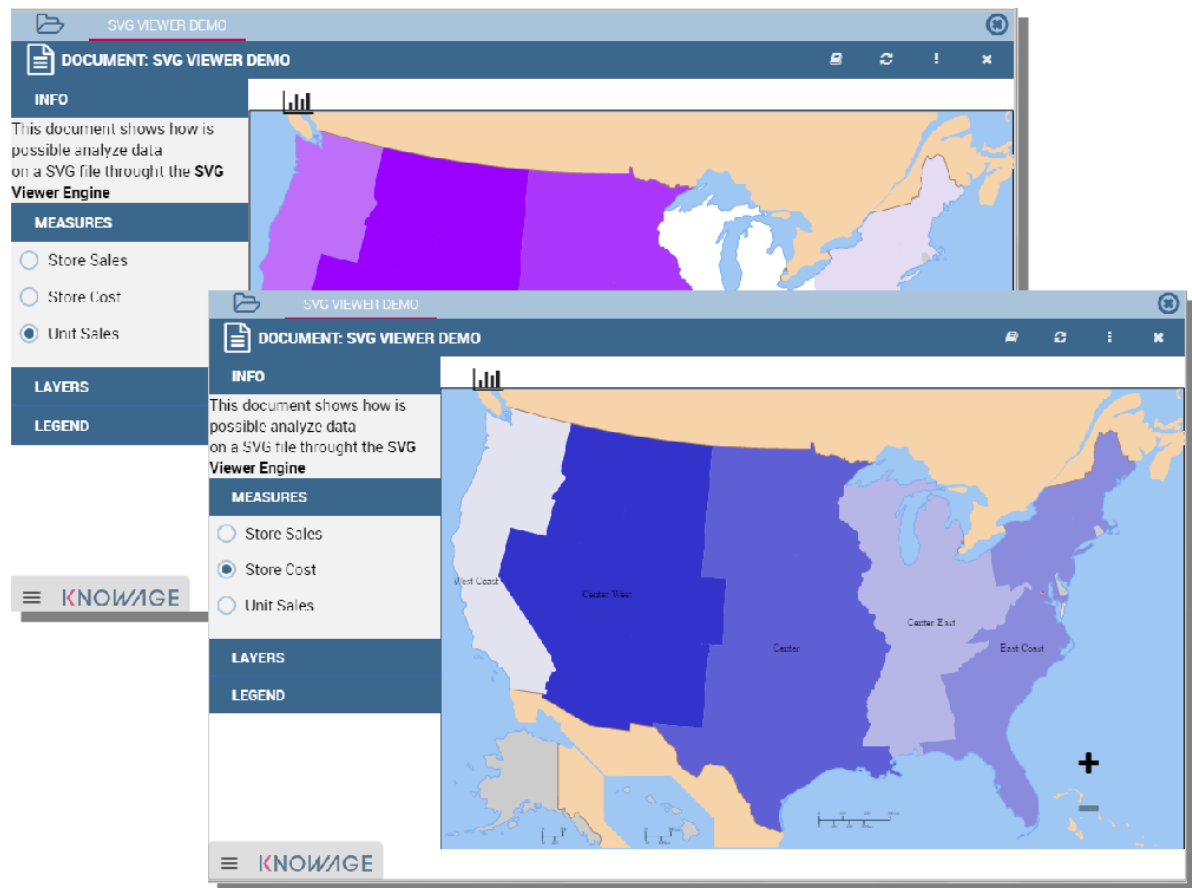 SVG VIEWER DEMO
DOCUMENT: SVG VIEWER DEMO
INFO
This document shows how is
possible analyze data
on a SVG file throught the SVG
Viewer Engine
MEASURES
Store Sales
Store Cost
Unit Sales
LAYERS
LEGEND
KNOWAGE
SVG VIEWER DEMO
DOCUMENT: SVG VIEWER DEMO
INFO
This document shows how is
possible analyze data
on a SVG file throught the SVG
Viewer Engine
MEASURES
Store Sales
Store Cost
Unit Sales
LAYERS
LEGEND
West Coast
Center West
Center
Center East
East Coast
KNOWAGE